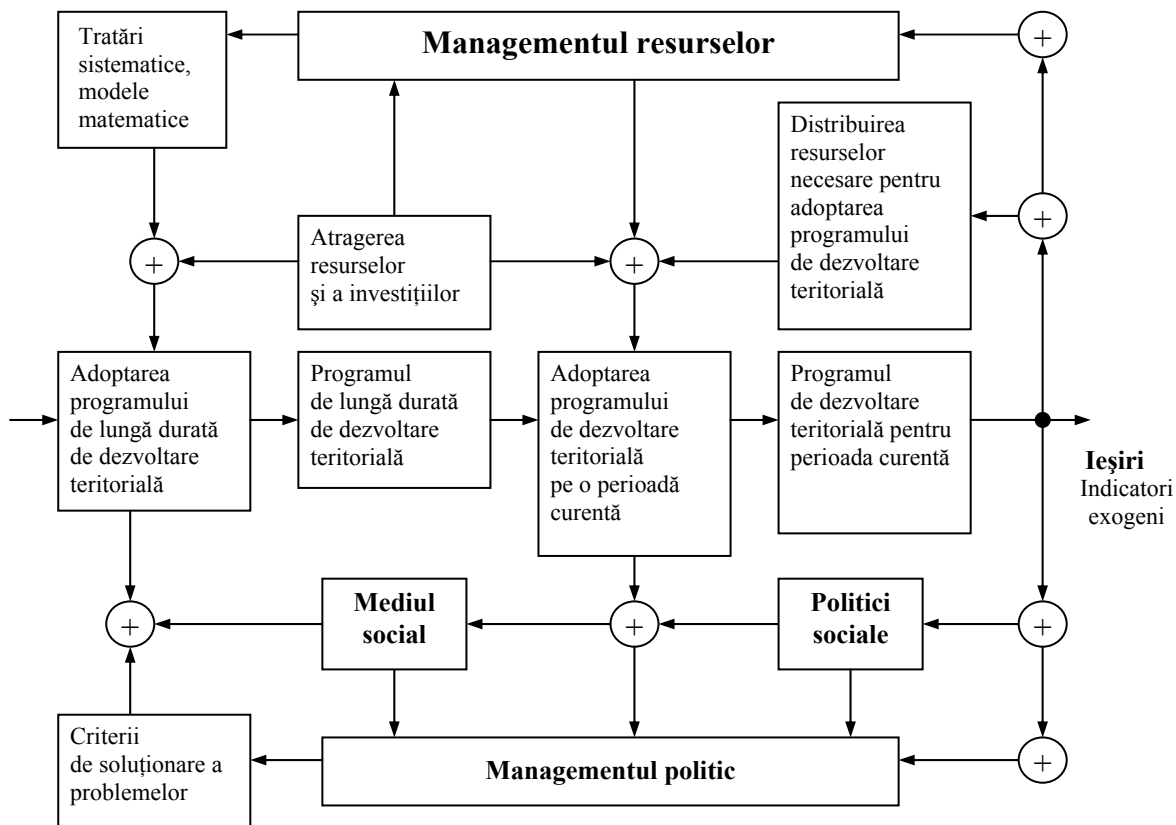 Tratări
sistematice,
modele
matematice
Managementul resurselor
+
Distribuirea
resurselor
necesare pentru
adoptarea
programului
de dezvoltare
teritorială
+
+
Atragerea
resurselor
şi a investițiilor
+
Adoptarea
programului
de lungă durată
de dezvoltare
teritorială
Programul
de lungă durată
de dezvoltare
teritorială
Adoptarea
programului
de dezvoltare
teritorială
pe o perioadă
curentă
Programul
de dezvoltare
teritorială pentru
perioada curentă
Ieşiri
Indicatori
exogeni
+
Mediul
social
+
Politici
sociale
+
Criterii
de soluționare a
problemelor
Managementul politic
+